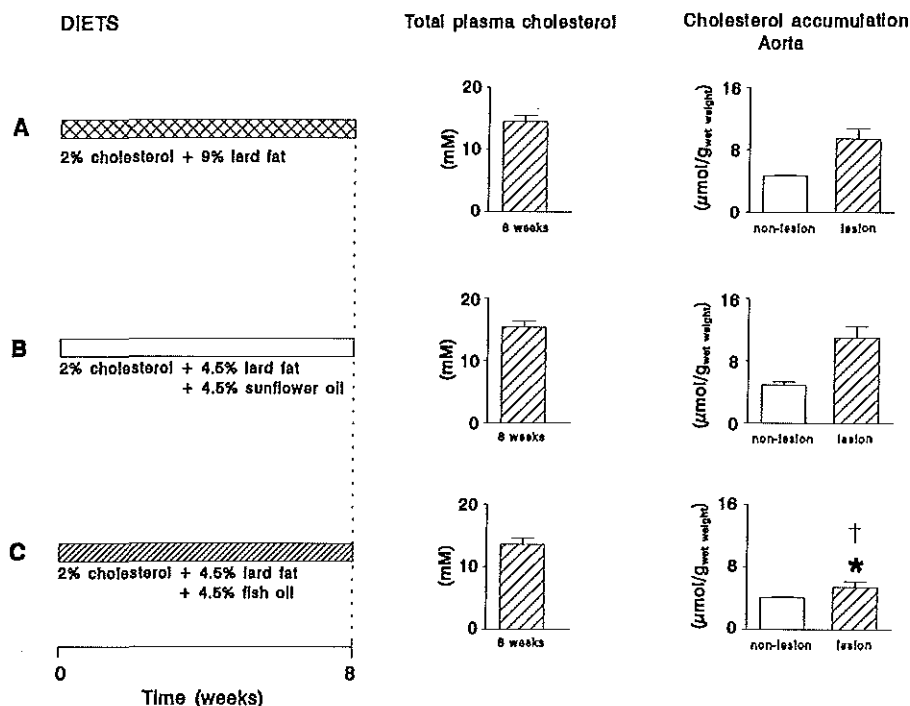 DIETS
Total plasma cholesterol
Cholesterol accumulation
Aorta
A
2% cholesterol + 9% lard fat
20
10
0
(mM)
8 weeks
16
8
0
(µmol/g wet weight)
non-lesion
lesion
B
2% cholesterol + 4.5% lard fat
+ 4.5% sunflower oil
20
10
0
(mM)
8 weeks
16
8
0
(µmol/g wet weight)
non-lesion
lesion
C
2% cholesterol + 4.5% lard fat
+ 4.5% fish oil
20
10
0
(mM)
8 weeks
16
8
0
(µmol/g wet weight)
†
*
non-lesion
lesion
0
8
Time (weeks)